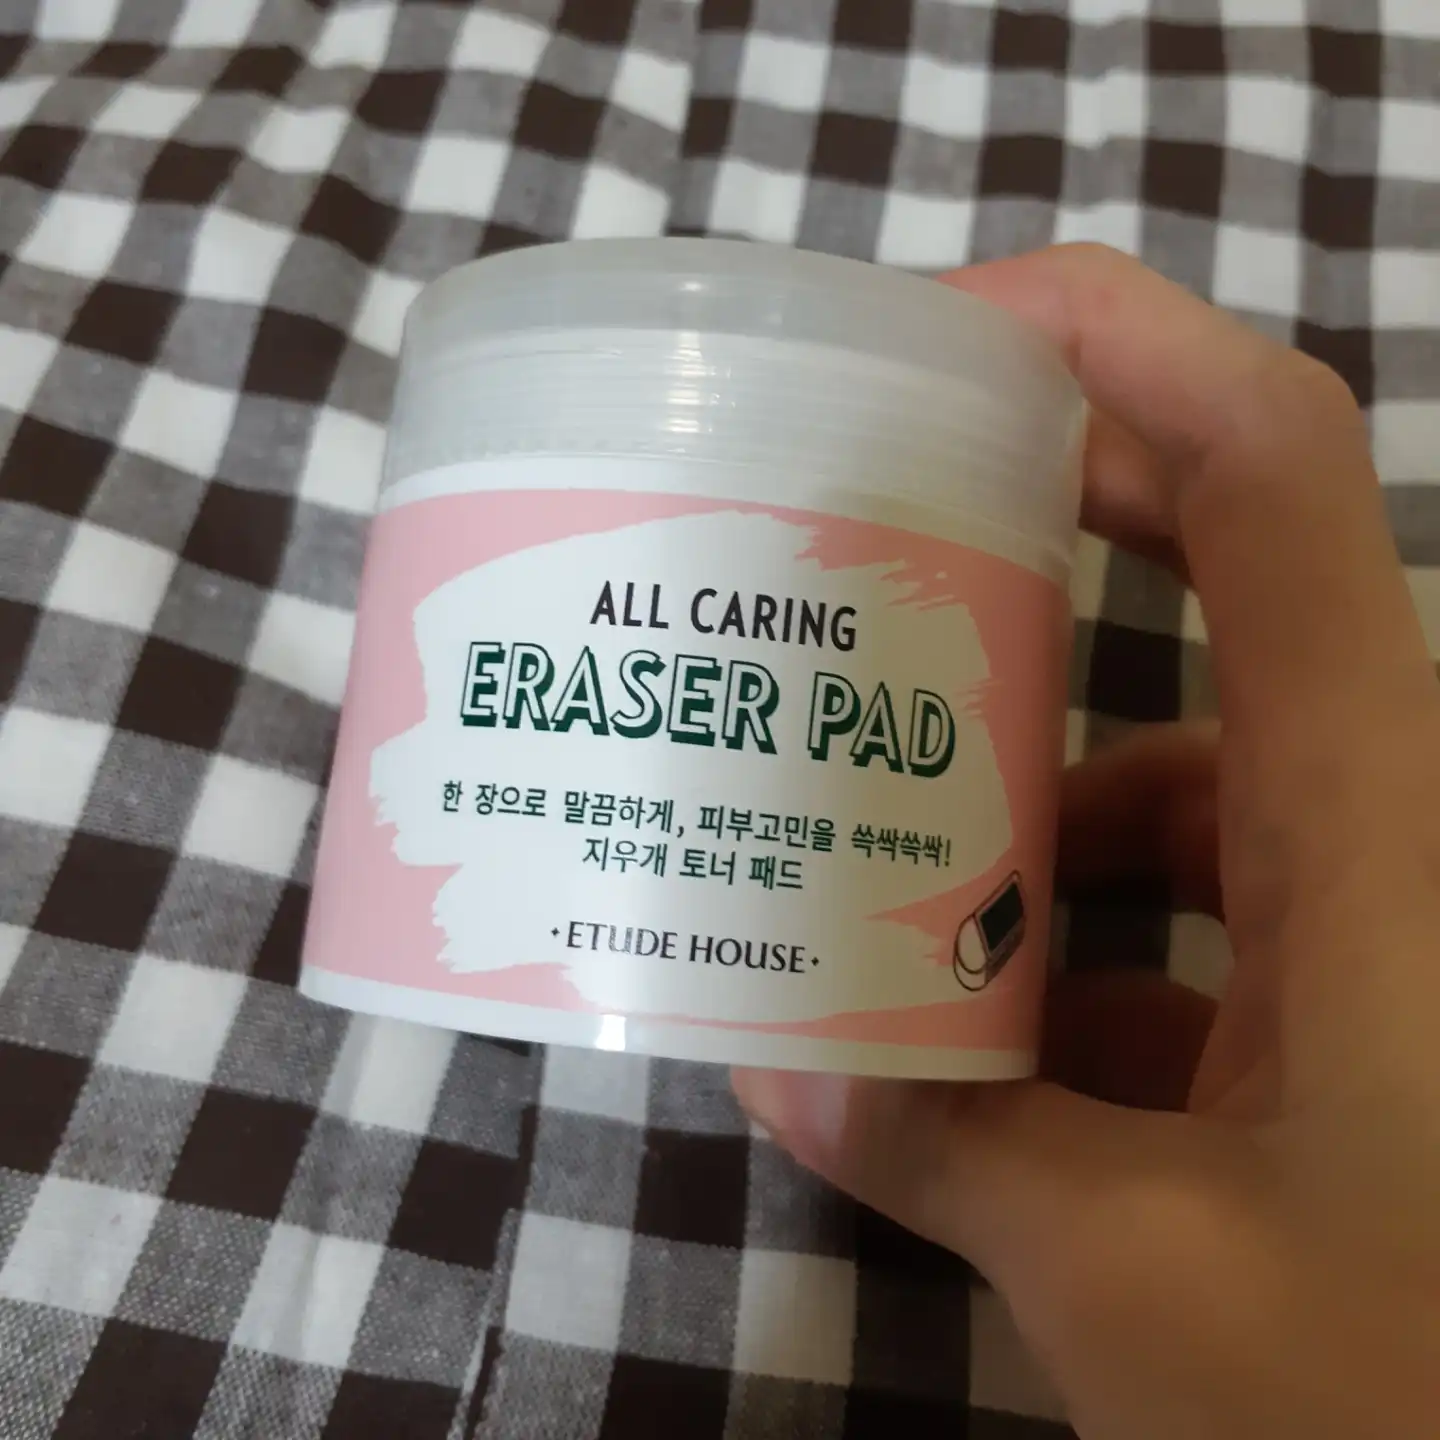 ALL CARING
ERASER PAD
한 장으로 말끔하게, 피부고민을 쓱싹쓱싹!
지우개 토너 패드
·ETUDE HOUSE·